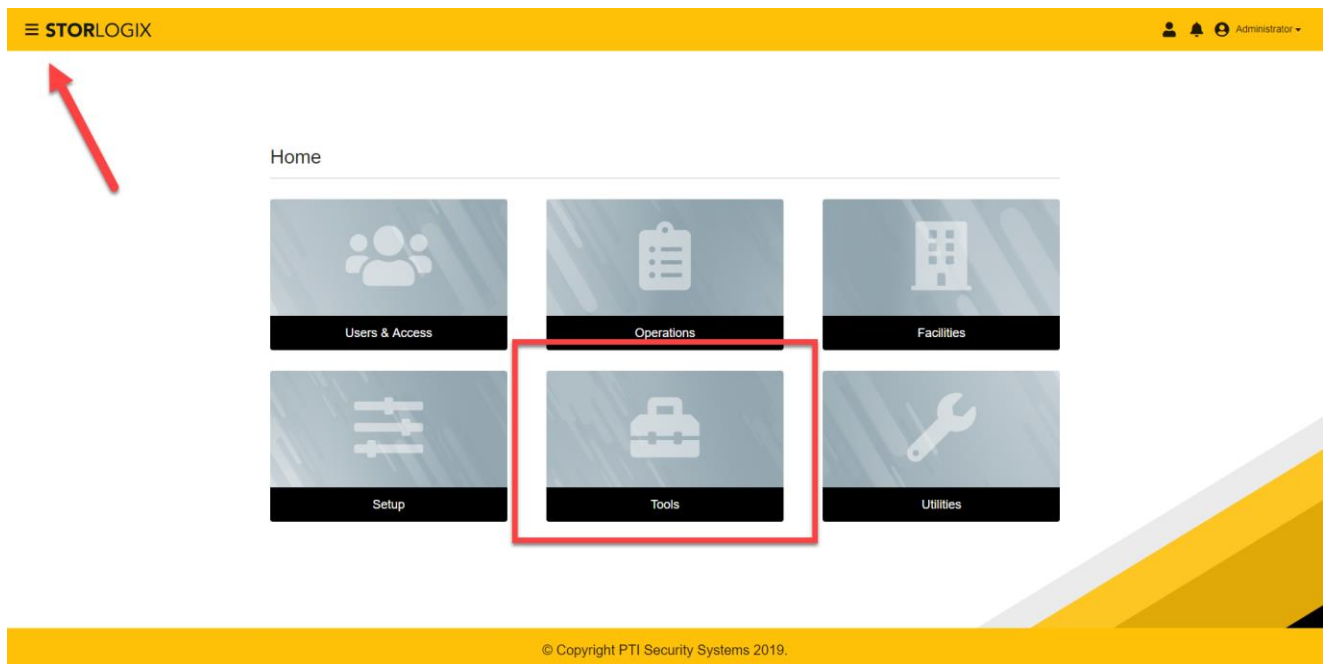 STORLOGIX
Administrator
Home
Users & Access
Operations
Facilities
Setup
Tools
Utilities
© Copyright PTI Security Systems 2019.